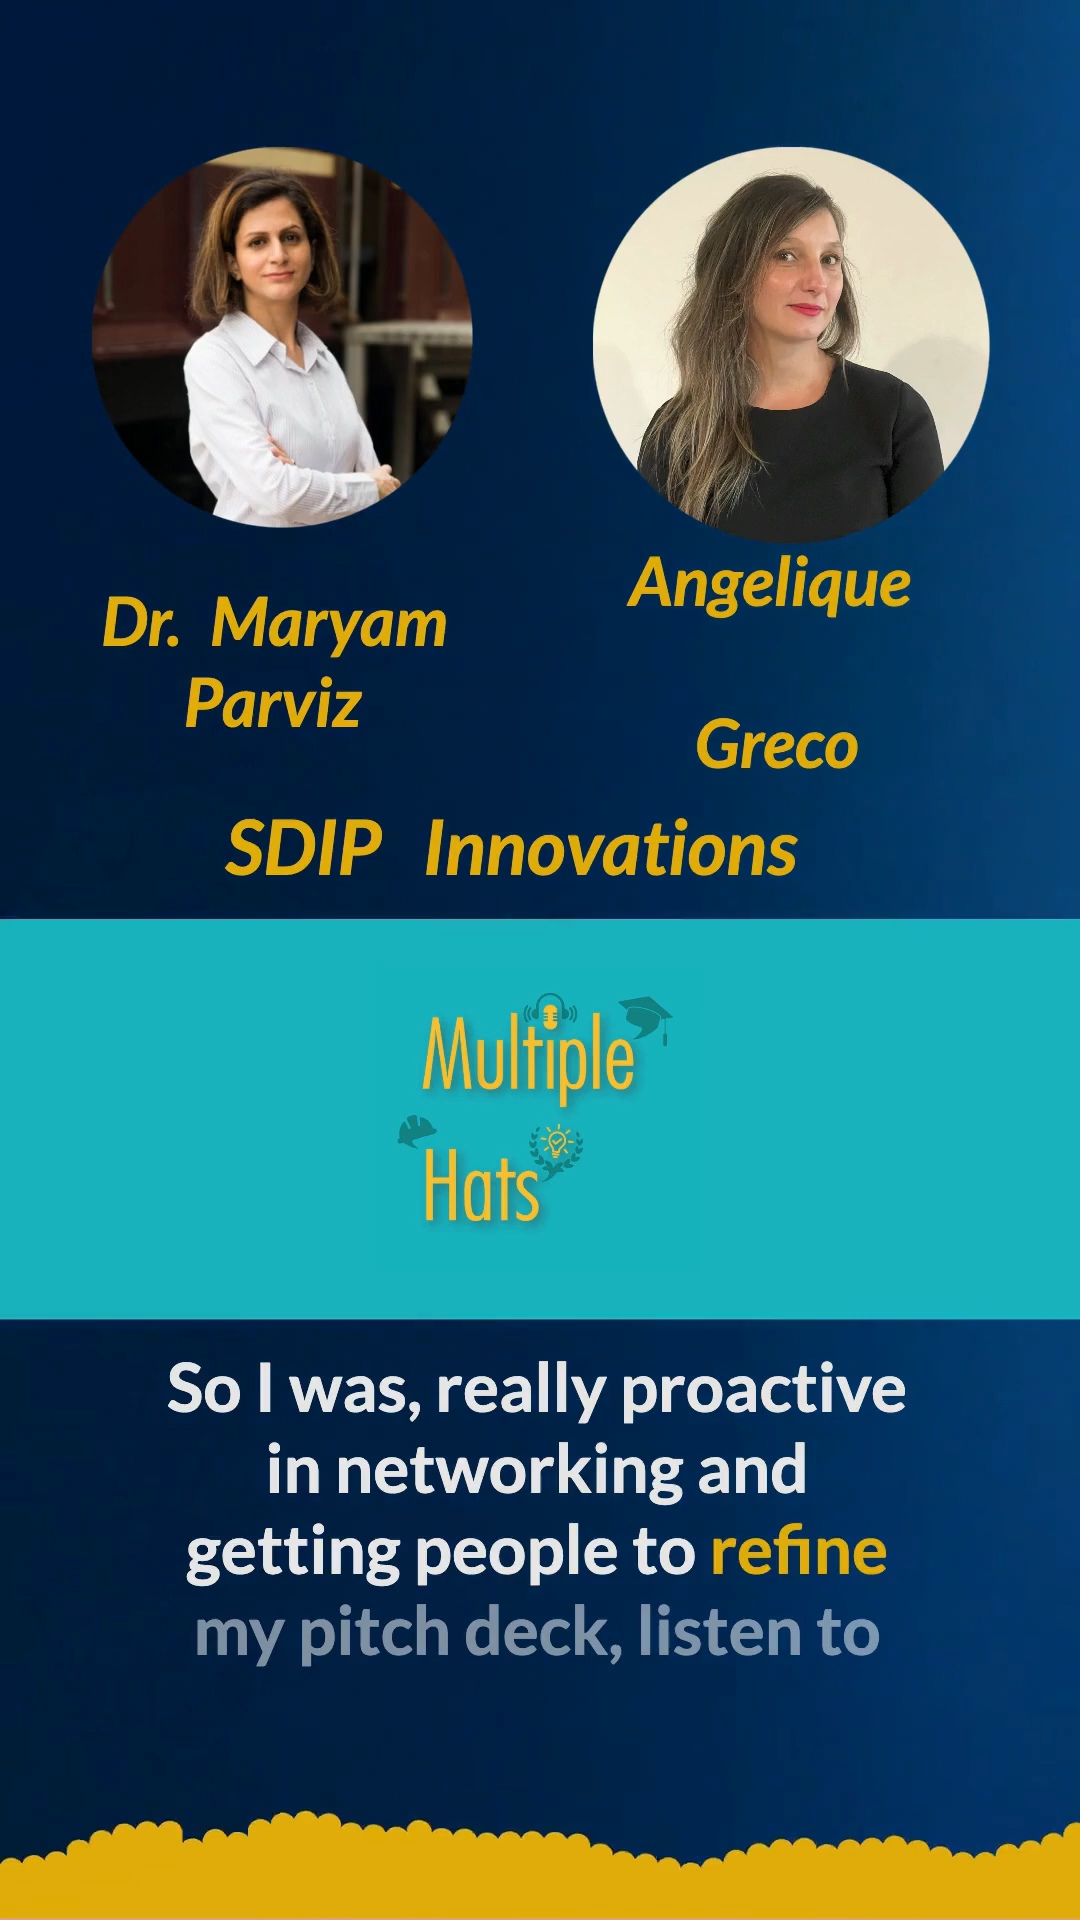 Dr. Maryam
Parviz
Angelique
Greco
SDIP Innovations
Multiple
Hats
So I was, really proactive
in networking and
getting people to refine
my pitch deck, listen to